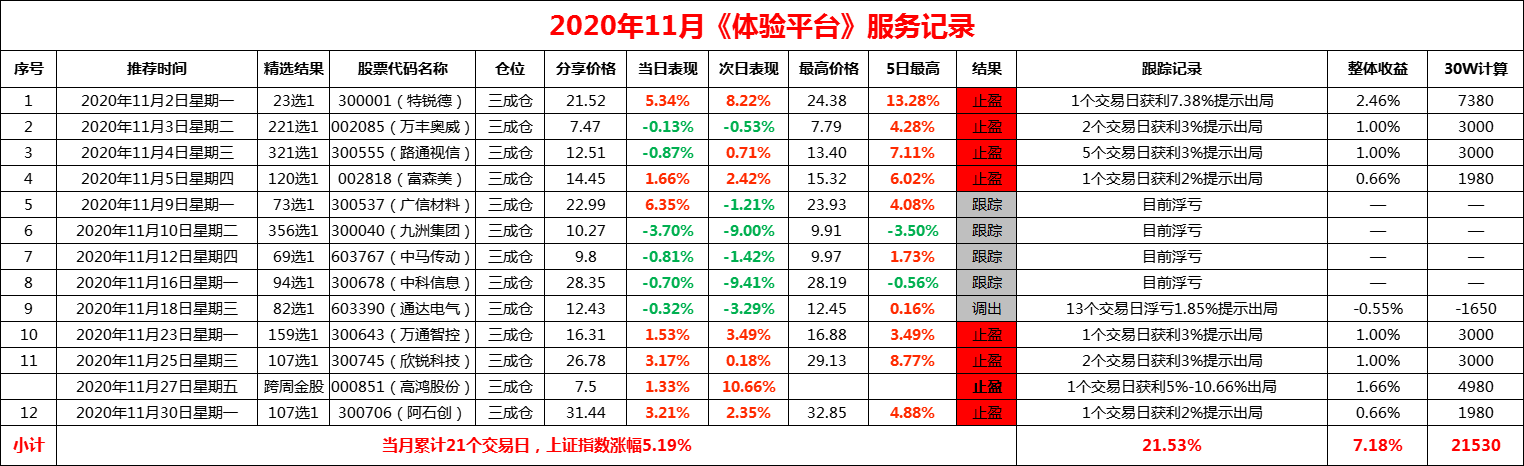 2020年11月《体验平台》服务记录
序号 推荐时间 精选结果 股票代码名称 仓位 分享价格 当日表现 次日表现 最高价格 5日最高 结果 跟踪记录 整体收益 30W计算
1 2020年11月2日星期一 23选1 300001（特锐德） 三成仓 21.52 5.34% 8.22% 24.38 13.28% 止盈 1个交易日获利7.38%提示出局 2.46% 7380
2 2020年11月3日星期二 221选1 002085（万丰奥威） 三成仓 7.47 -0.13% -0.53% 7.79 4.28% 止盈 2个交易日获利3%提示出局 1.00% 3000
3 2020年11月4日星期三 321选1 300555（路通视信） 三成仓 12.51 -0.87% 0.71% 13.40 7.11% 止盈 5个交易日获利3%提示出局 1.00% 3000
4 2020年11月5日星期四 120选1 002818（富森美） 三成仓 14.45 1.66% 2.42% 15.32 6.02% 止盈 1个交易日获利2%提示出局 0.66% 1980
5 2020年11月9日星期一 73选1 300537（广信材料） 三成仓 22.99 6.35% -1.21% 23.93 4.08% 跟踪 目前浮亏 — —
6 2020年11月10日星期二 356选1 300040（九洲集团） 三成仓 10.27 -3.70% -9.00% 9.91 -3.50% 跟踪 目前浮亏 — —
7 2020年11月12日星期四 69选1 603767（中马传动） 三成仓 9.8 -0.81% -1.42% 9.97 1.73% 跟踪 目前浮亏 — —
8 2020年11月16日星期一 94选1 300678（中科信息） 三成仓 28.35 -0.70% -9.41% 28.19 -0.56% 跟踪 目前浮亏 — —
9 2020年11月18日星期三 82选1 603390（通达电气） 三成仓 12.43 -0.32% -3.29% 12.45 0.16% 调出 13个交易日浮亏1.85%提示出局 -0.55% -1650
10 2020年11月23日星期一 159选1 300643（万通智控） 三成仓 16.31 1.53% 3.49% 16.88 3.49% 止盈 1个交易日获利3%提示出局 1.00% 3000
11 2020年11月25日星期三 107选1 300745（欣锐科技） 三成仓 26.78 3.17% 0.18% 29.13 8.77% 止盈 2个交易日获利3%提示出局 1.00% 3000
2020年11月27日星期五 跨周金股 000851（高鸿股份） 三成仓 7.5 1.33% 10.66% 止盈 1个交易日获利5%-10.66%出局 1.66% 4980
12 2020年11月30日星期一 107选1 300706（阿石创） 三成仓 31.44 3.21% 2.35% 32.85 4.88% 止盈 1个交易日获利2%提示出局 0.66% 1980
小计 当月累计21个交易日，上证指数涨幅5.19% 21.53% 7.18% 21530